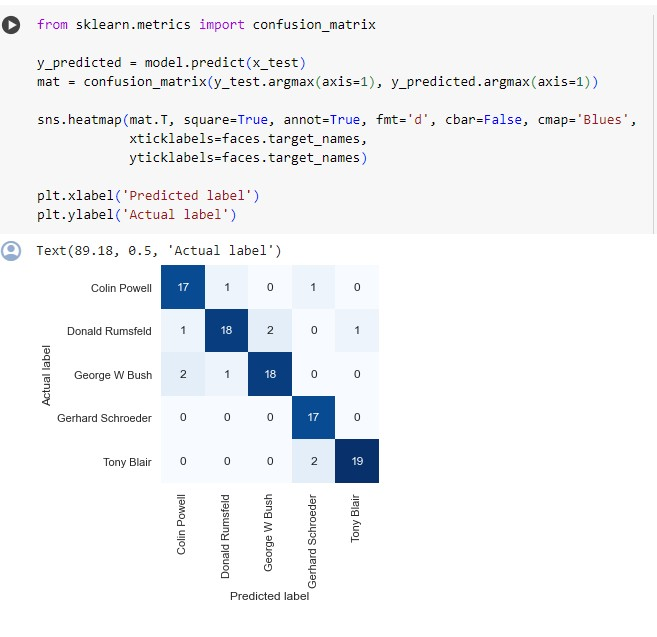 from sklearn.metrics import confusion_matrix
y_predicted = model.predict(x_test)
mat = confusion_matrix(y_test.argmax(axis=1), y_predicted.argmax(axis=1))
sns.heatmap(mat.T, square=True, annot=True, fmt='d', cbar=False, cmap='Blues',
            xticklabels=faces.target_names,
            yticklabels=faces.target_names)
plt.xlabel('Predicted label')
plt.ylabel('Actual label')
Text(89.18, 0.5, 'Actual label')
Actual label
Colin Powell 17 1 0 1 0
Donald Rumsfeld 1 18 2 0 1
George W Bush 2 1 18 0 0
Gerhard Schroeder 0 0 0 17 0
Tony Blair 0 0 0 2 19
Colin Powell
Donald Rumsfeld
George W Bush
Gerhard Schroeder
Tony Blair
Predicted label